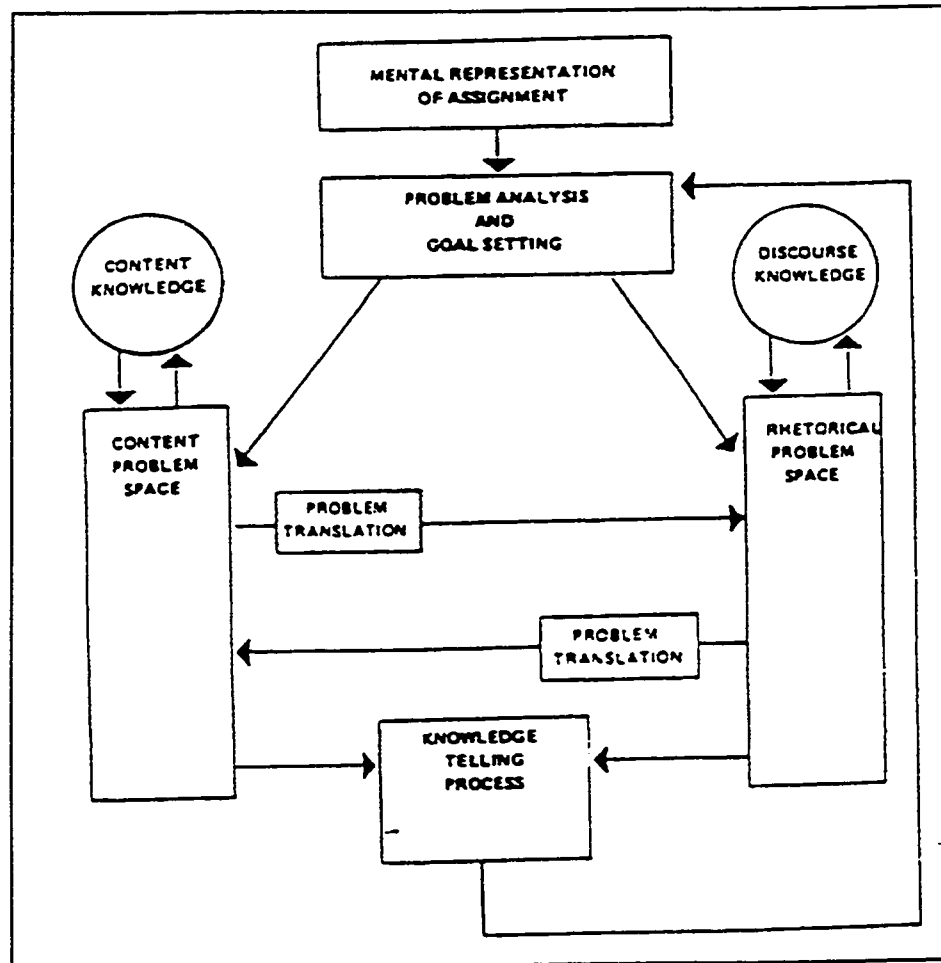 MENTAL REPRESENTATION
OF ASSIGNMENT
PROBLEM ANALYSIS
AND
GOAL SETTING
CONTENT
KNOWLEDGE
DISCOURSE
KNOWLEDGE
CONTENT
PROBLEM
SPACE
RHETORICAL
PROBLEM
SPACE
PROBLEM
TRANSLATION
PROBLEM
TRANSLATION
KNOWLEDGE
TELLING
PROCESS